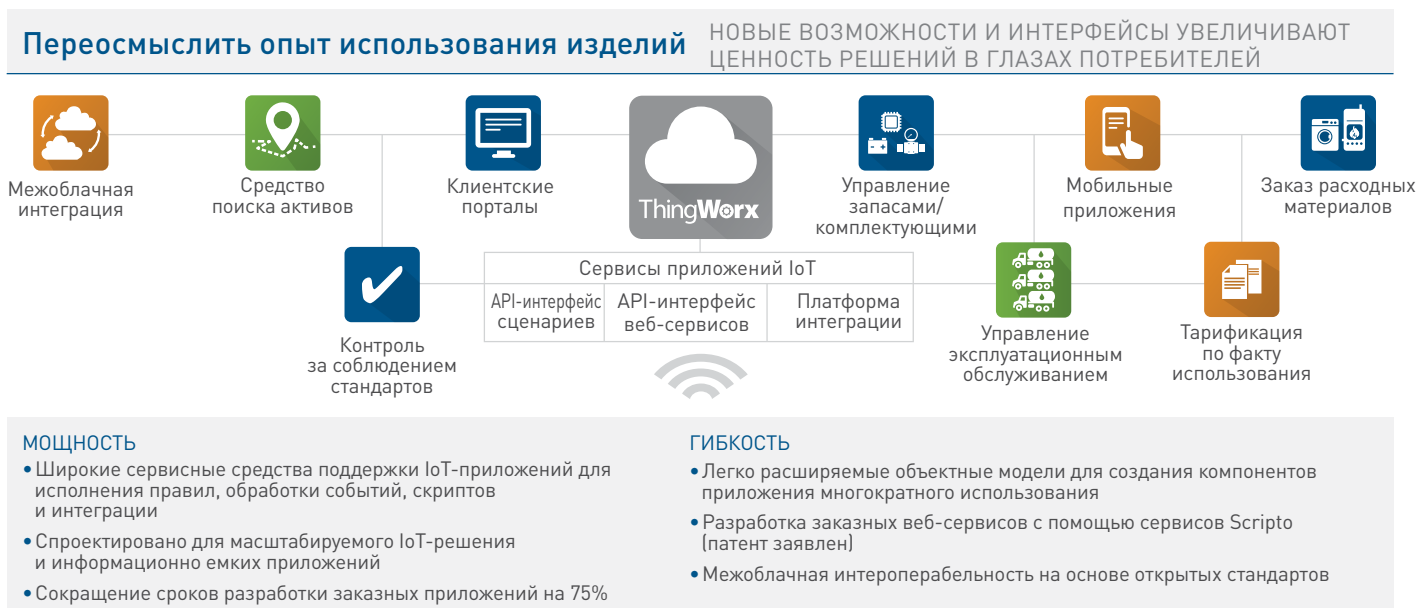 Переосмыслить опыт использования изделий
НОВЫЕ ВОЗМОЖНОСТИ И ИНТЕРФЕЙСЫ УВЕЛИЧИВАЮТ
ЦЕННОСТЬ РЕШЕНИЙ В ГЛАЗАХ ПОТРЕБИТЕЛЕЙ
Межоблачная
интеграция
Средство
поиска активов
Клиентские
порталы
ThingWorx
Управление
запасами/
комплектующими
Мобильные
приложения
Заказ расходных
материалов
Контроль
за соблюдением
стандартов
Сервисы приложений IoT
API-интерфейс
сценариев
API-интерфейс
веб-сервисов
Платформа
интеграции
Управление
эксплуатационным
обслуживанием
Тарификация
по факту
использования
МОЩНОСТЬ
• Широкие сервисные средства поддержки IoT-приложений для
исполнения правил, обработки событий, скриптов
и интеграции
• Спроектировано для масштабируемого IoT-решения
и информационно емких приложений
• Сокращение сроков разработки заказных приложений на 75%
ГИБКОСТЬ
• Легко расширяемые объектные модели для создания компонентов
приложения многократного использования
• Разработка заказных веб-сервисов с помощью сервисов Scripto
(патент заявлен)
• Межоблачная интероперабельность на основе открытых стандартов